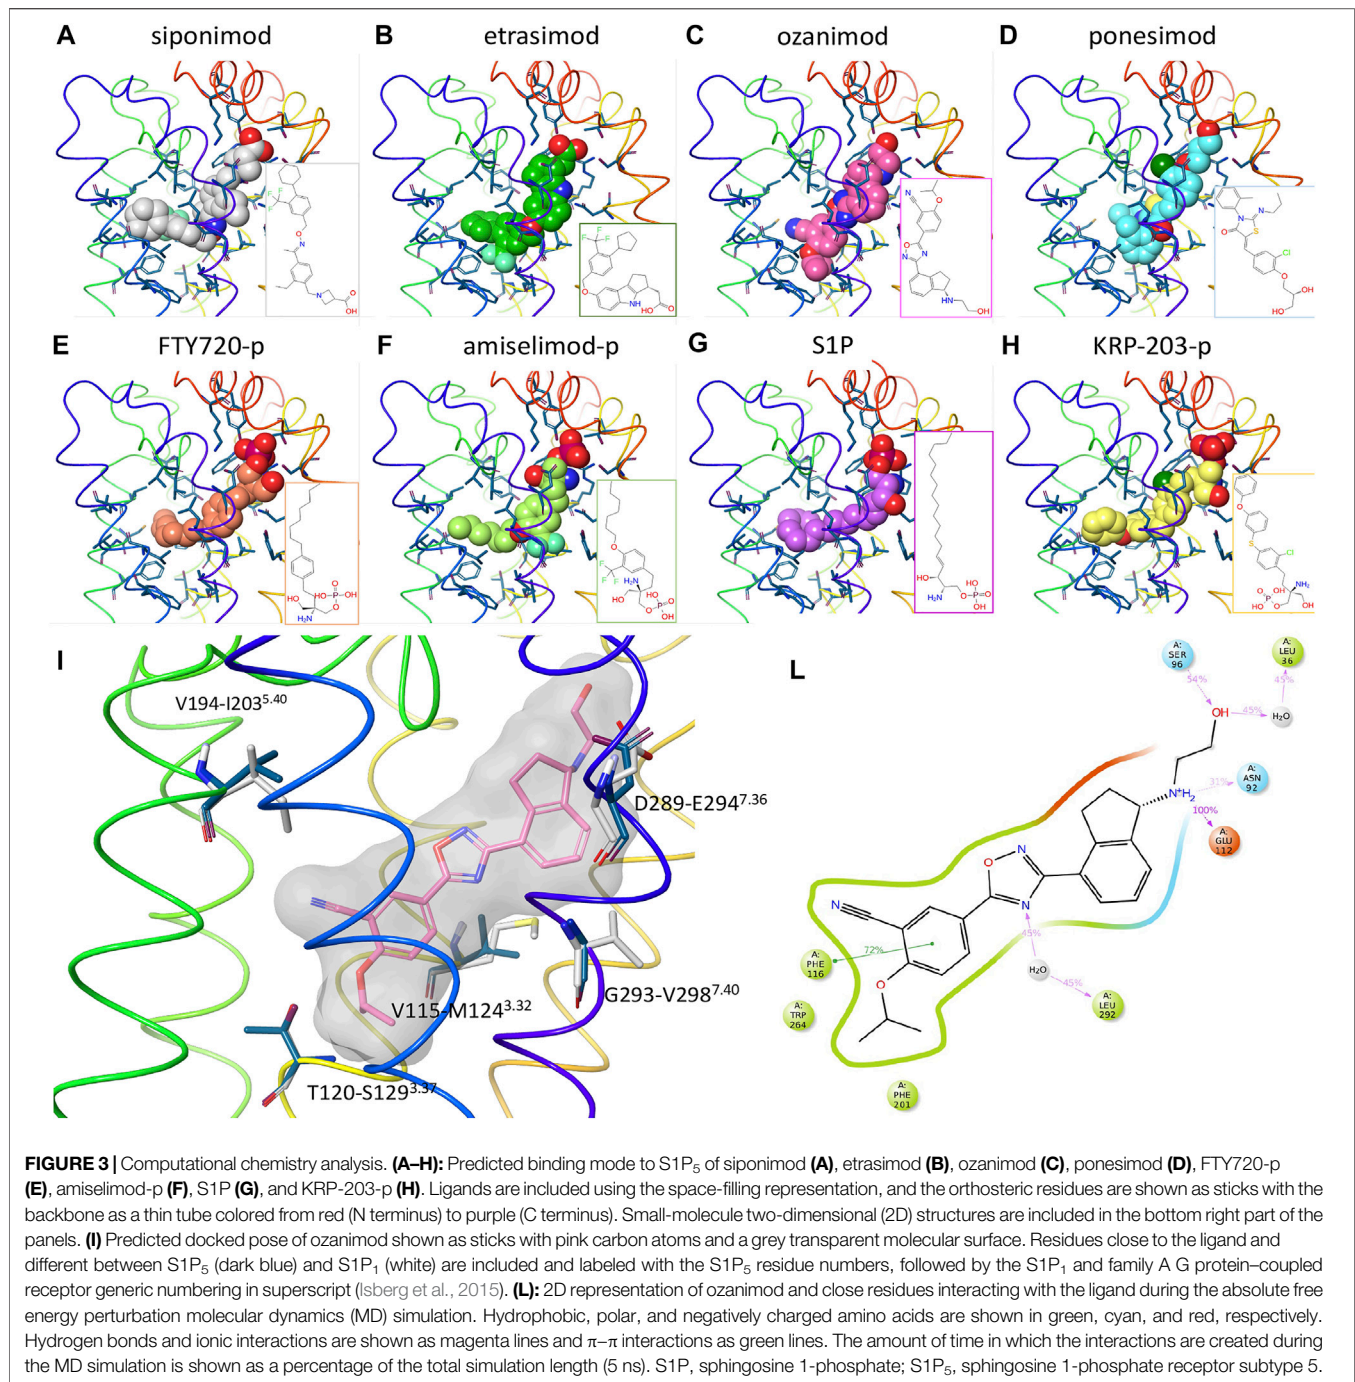 A siponimod
B etrasimod
C ozanimod
D ponesimod
E FTY720-p
F amiselimod-p
G S1P
H KRP-203-p
I
V194-I203^5.40
D289-E294^7.36
V115-M124^3.32
G293-V298^7.40
T120-S129^3.37
L
A: SER 96
A: LEU 36
54%
45%
OH
45%
H₂O
A: ASN 92
31%
N⁺H₂
100%
A: GLU 112
O
N
N
O
N
N
45%
72%
A: PHE 116
H₂O
45%
A: LEU 292
A: TRP 264
O
A: PHE 201
FIGURE 3 | Computational chemistry analysis. (A–H): Predicted binding mode to S1P₅ of siponimod (A), etrasimod (B), ozanimod (C), ponesimod (D), FTY720-p
(E), amiselimod-p (F), S1P (G), and KRP-203-p (H). Ligands are included using the space-filling representation, and the orthosteric residues are shown as sticks with the
backbone as a thin tube colored from red (N terminus) to purple (C terminus). Small-molecule two-dimensional (2D) structures are included in the bottom right part of the
panels. (I) Predicted docked pose of ozanimod shown as sticks with pink carbon atoms and a grey transparent molecular surface. Residues close to the ligand and
different between S1P₅ (dark blue) and S1P₁ (white) are included and labeled with the S1P₅ residue numbers, followed by the S1P₁ and family A G protein–coupled
receptor generic numbering in superscript (Isberg et al., 2015). (L): 2D representation of ozanimod and close residues interacting with the ligand during the absolute free
energy perturbation molecular dynamics (MD) simulation. Hydrophobic, polar, and negatively charged amino acids are shown in green, cyan, and red, respectively.
Hydrogen bonds and ionic interactions are shown as magenta lines and π–π interactions as green lines. The amount of time in which the interactions are created during
the MD simulation is shown as a percentage of the total simulation length (5 ns). S1P, sphingosine 1-phosphate; S1P₅, sphingosine 1-phosphate receptor subtype 5.